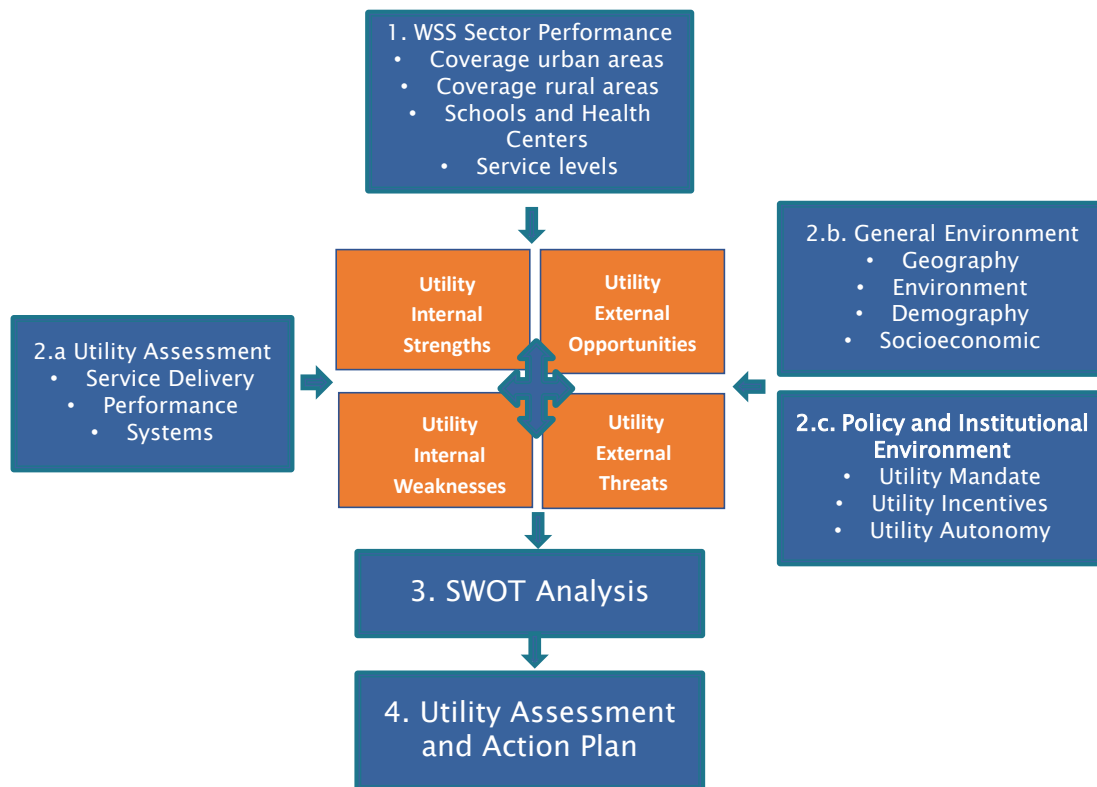 1. WSS Sector Performance
• Coverage urban areas
• Coverage rural areas
• Schools and Health
Centers
• Service levels
2.b. General Environment
• Geography
• Environment
• Demography
• Socioeconomic
Utility
Internal
Strengths
Utility
External
Opportunities
2.a Utility Assessment
• Service Delivery
• Performance
• Systems
Utility
Internal
Weaknesses
Utility
External
Threats
2.c. Policy and Institutional
Environment
• Utility Mandate
• Utility Incentives
• Utility Autonomy
3. SWOT Analysis
4. Utility Assessment
and Action Plan